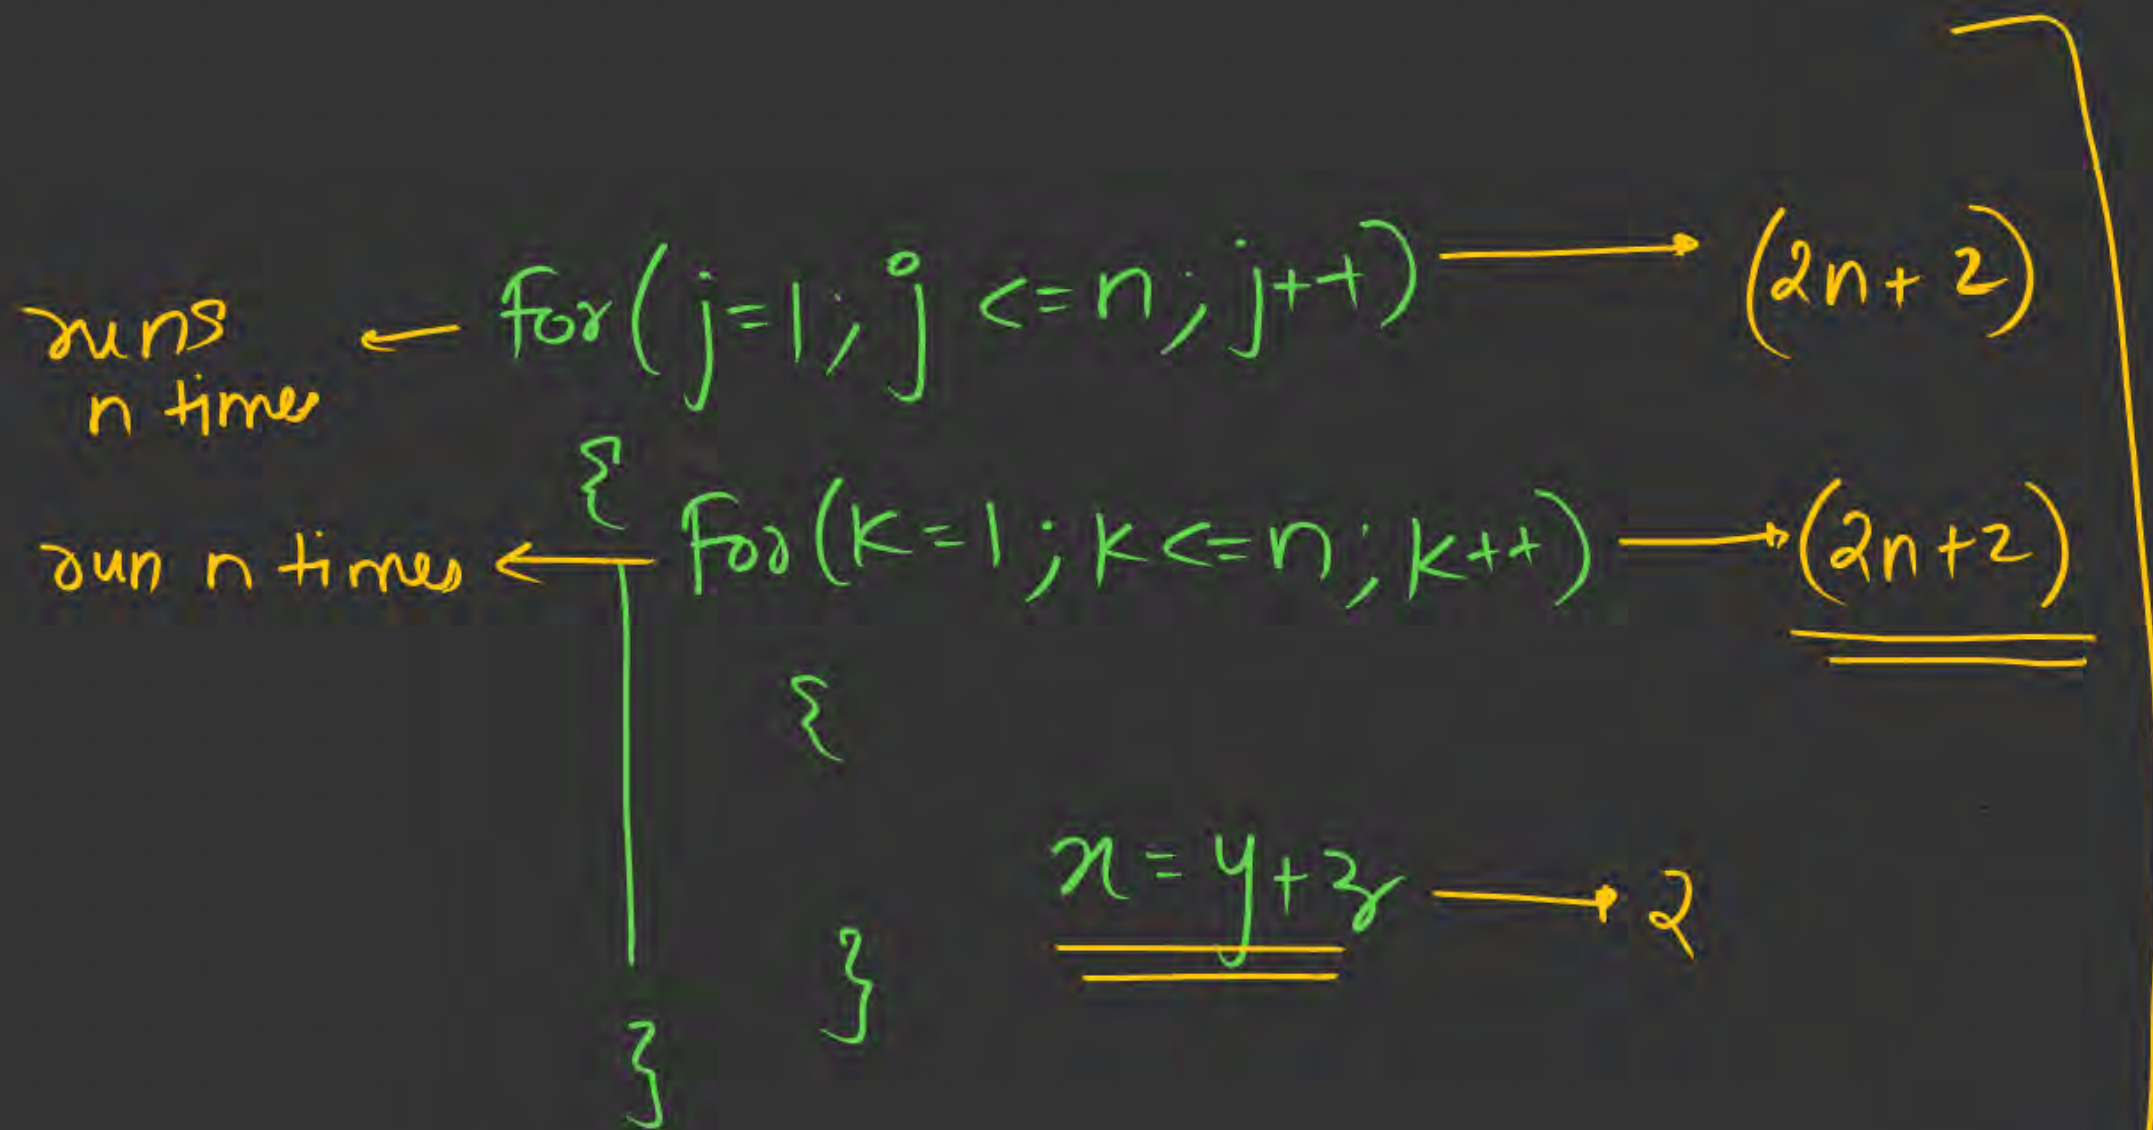 runs ← for(j=1; j <=n; j++) → (2n+2)
n times
{
run n times ← for(k=1; k<=n; k++) → (2n+2)
{
x = y+z → 2
}
}